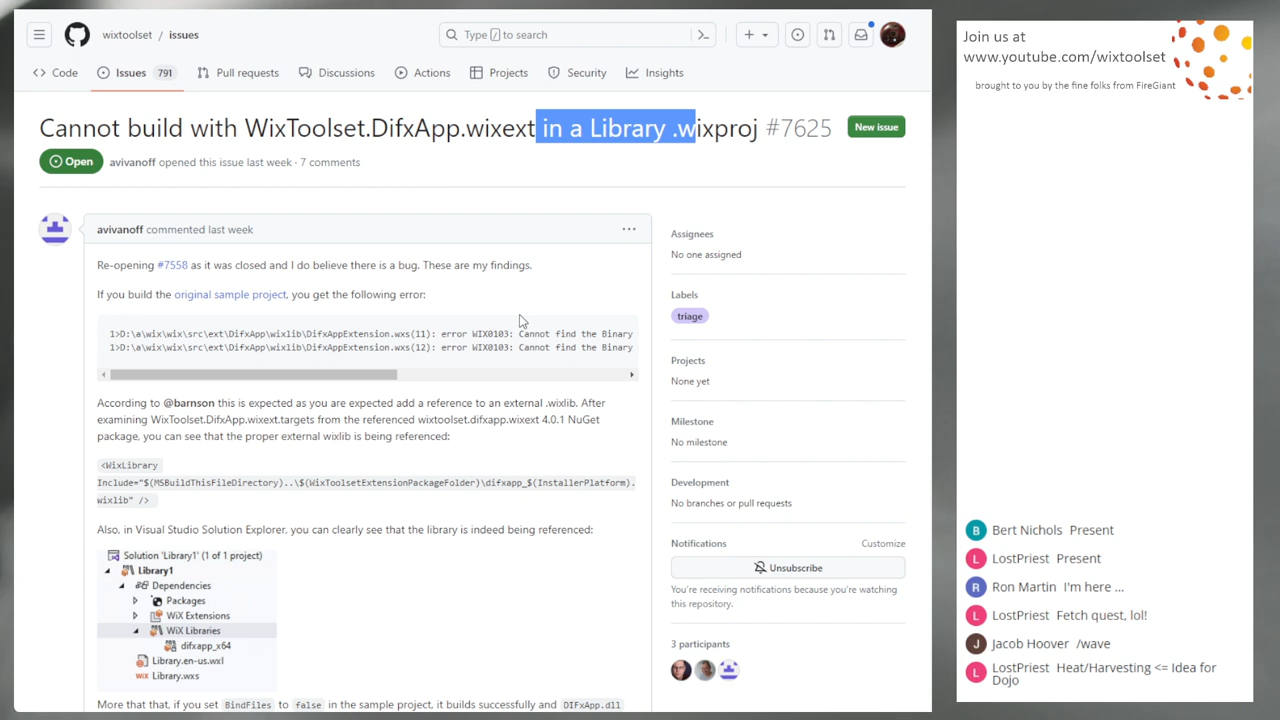 wixtoolset / issues
Type / to search
Code
Issues 791
Pull requests
Discussions
Actions
Projects
Security
Insights
Cannot build with WixToolset.DifxApp.wixext in a Library .wixproj #7625
New issue
Open
avivanoff opened this issue last week · 7 comments
avivanoff commented last week
Re-opening #7558 as it was closed and I do believe there is a bug. These are my findings.
If you build the original sample project, you get the following error:
1>D:\a\wix\wix\src\ext\DifxApp\wixlib\DifxAppExtension.wxs(11): error WIX0103: Cannot find the Binary
1>D:\a\wix\wix\src\ext\DifxApp\wixlib\DifxAppExtension.wxs(12): error WIX0103: Cannot find the Binary
According to @barnson this is expected as you are expected add a reference to an external .wixlib. After
examining WixToolset.DifxApp.wixext.targets from the referenced wixtoolset.difxapp.wixext 4.0.1 NuGet
package, you can see that the proper external wixlib is being referenced:
<WixLibrary
Include="$(MSBuildThisFileDirectory)..\$(WixToolsetExtensionPackageFolder)\difxapp_$(InstallerPlatform).
wixlib" />
Also, in Visual Studio Solution Explorer, you can clearly see that the library is indeed being referenced:
Solution 'Library1' (1 of 1 project)
Library1
Dependencies
Packages
WiX Extensions
WiX Libraries
difxapp_x64
Library.en-us.wxl
Library.wxs
More that that, if you set BindFiles to false in the sample project, it builds successfully and DIFxApp.dll
Assignees
No one assigned
Labels
triage
Projects
None yet
Milestone
No milestone
Development
No branches or pull requests
Notifications
Customize
Unsubscribe
You're receiving notifications because you're watching
this repository.
3 participants
Join us at
www.youtube.com/wixtoolset
brought to you by the fine folks from FireGiant
B Bert Nichols Present
L LostPriest Present
R Ron Martin I'm here ...
L LostPriest Fetch quest, lol!
J Jacob Hoover /wave
L LostPriest Heat/Harvesting <= Idea for
Dojo